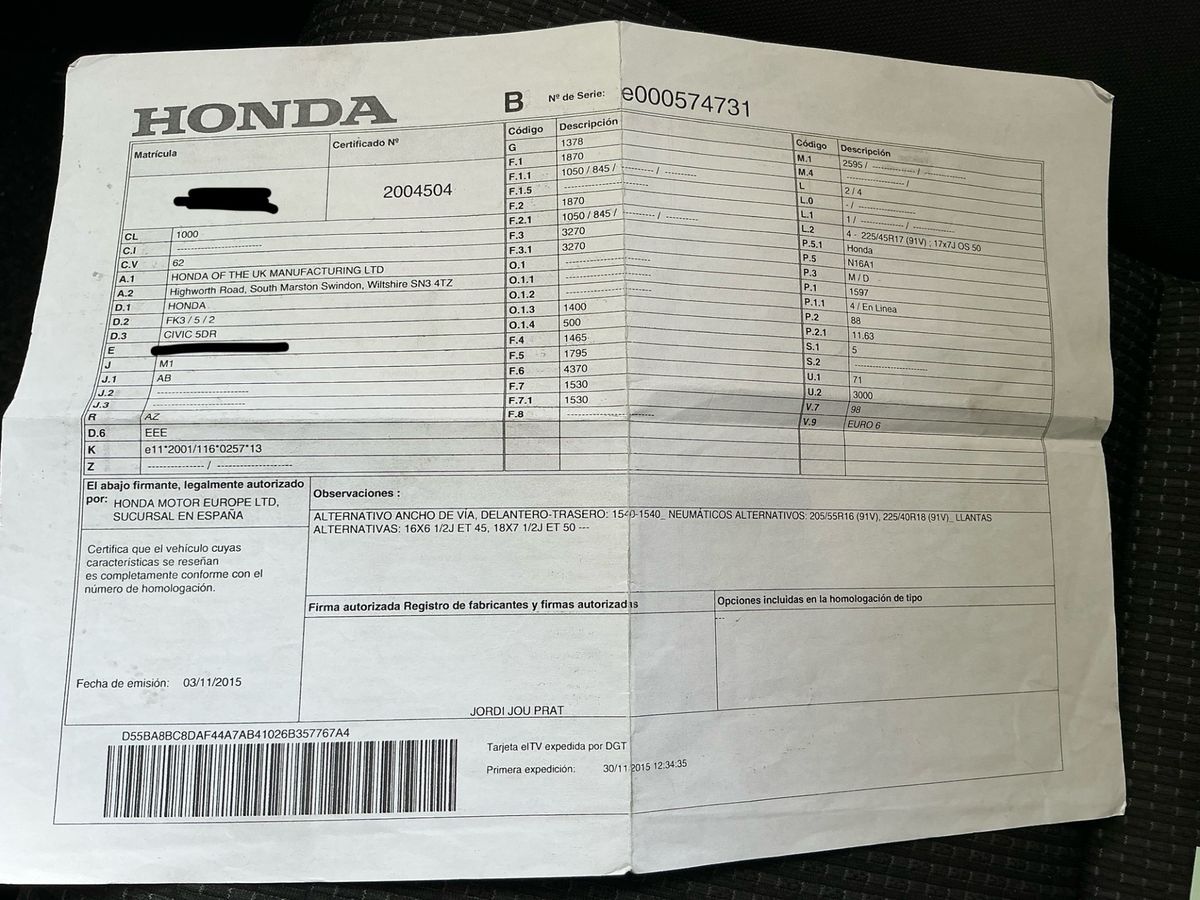 HONDA
B Nº de Serie: e000574731
Matrícula
Certificado Nº
2004504
CL 1000
C.I ------------------------
C.V 62
A.1 HONDA OF THE UK MANUFACTURING LTD
A.2 Highworth Road, South Marston Swindon, Wiltshire SN3 4TZ
D.1 HONDA
D.2 FK3 / 5 / 2
D.3 CIVIC 5DR
E
J M1
J.1 AB
J.2 ------------------------
J.3 ------------------------
R AZ
D.6 EEE
K e11*2001/116*0257*13
Z --------------- / --------------------
Código Descripción
G 1378
F.1 1870
F.1.1 1050 / 845 / --------- / ---------
F.1.5 ------------------------
F.2 1870
F.2.1 1050 / 845 / --------- / ---------
F.3 3270
F.3.1 3270
O.1 ------------------------
O.1.1 ------------------------
O.1.2 ------------------------
O.1.3 1400
O.1.4 500
F.4 1465
F.5 1795
F.6 4370
F.7 1530
F.7.1 1530
F.8 ------------------------
Código Descripción
M.1 2595 / --------------- / ------------
M.4 --------------- /
L 2 / 4
L.0 - / ---------------
L.1 1 / --------------- / ------------
L.2 4 - 225/45R17 (91V) ; 17x7J OS 50
P.5.1 Honda
P.5 N16A1
P.3 M / D
P.1 1597
P.1.1 4 / En Linea
P.2 88
P.2.1 11.63
S.1 5
S.2 ------------------------
U.1 71
U.2 3000
V.7 98
V.9 EURO 6
El abajo firmante, legalmente autorizado
por: HONDA MOTOR EUROPE LTD,
SUCURSAL EN ESPAÑA
Certifica que el vehículo cuyas
características se reseñan
es completamente conforme con el
número de homologación.
Fecha de emisión: 03/11/2015
Observaciones :
ALTERNATIVO ANCHO DE VÍA, DELANTERO-TRASERO: 1540-1540_ NEUMÁTICOS ALTERNATIVOS: 205/55R16 (91V), 225/40R18 (91V)_ LLANTAS
ALTERNATIVAS: 16X6 1/2J ET 45, 18X7 1/2J ET 50 ---
Firma autorizada Registro de fabricantes y firmas autorizadas
JORDI JOU PRAT
Opciones incluidas en la homologación de tipo
---
D55BA8BC8DAF44A7AB41026B357767A4
Tarjeta eITV expedida por DGT
Primera expedición: 30/11/2015 12:34:35